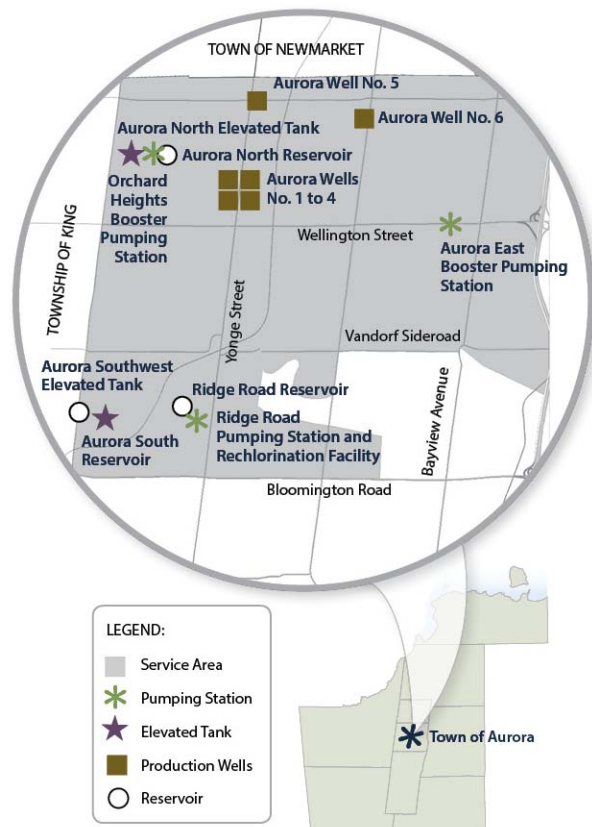 TOWN OF NEWMARKET
Aurora Well No. 5
Aurora Well No. 6
Aurora North Elevated Tank
Aurora North Reservoir
Orchard
Heights
Booster
Pumping
Station
Aurora Wells
No. 1 to 4
TOWNSHIP OF KING
Wellington Street
Aurora East
Booster Pumping
Station
Yonge Street
Vandorf Sideroad
Aurora Southwest
Elevated Tank
Ridge Road Reservoir
Aurora South
Reservoir
Ridge Road
Pumping Station and
Rechlorination Facility
Bayview Avenue
Bloomington Road
LEGEND:
Service Area
Pumping Station
Elevated Tank
Production Wells
Reservoir
Town of Aurora